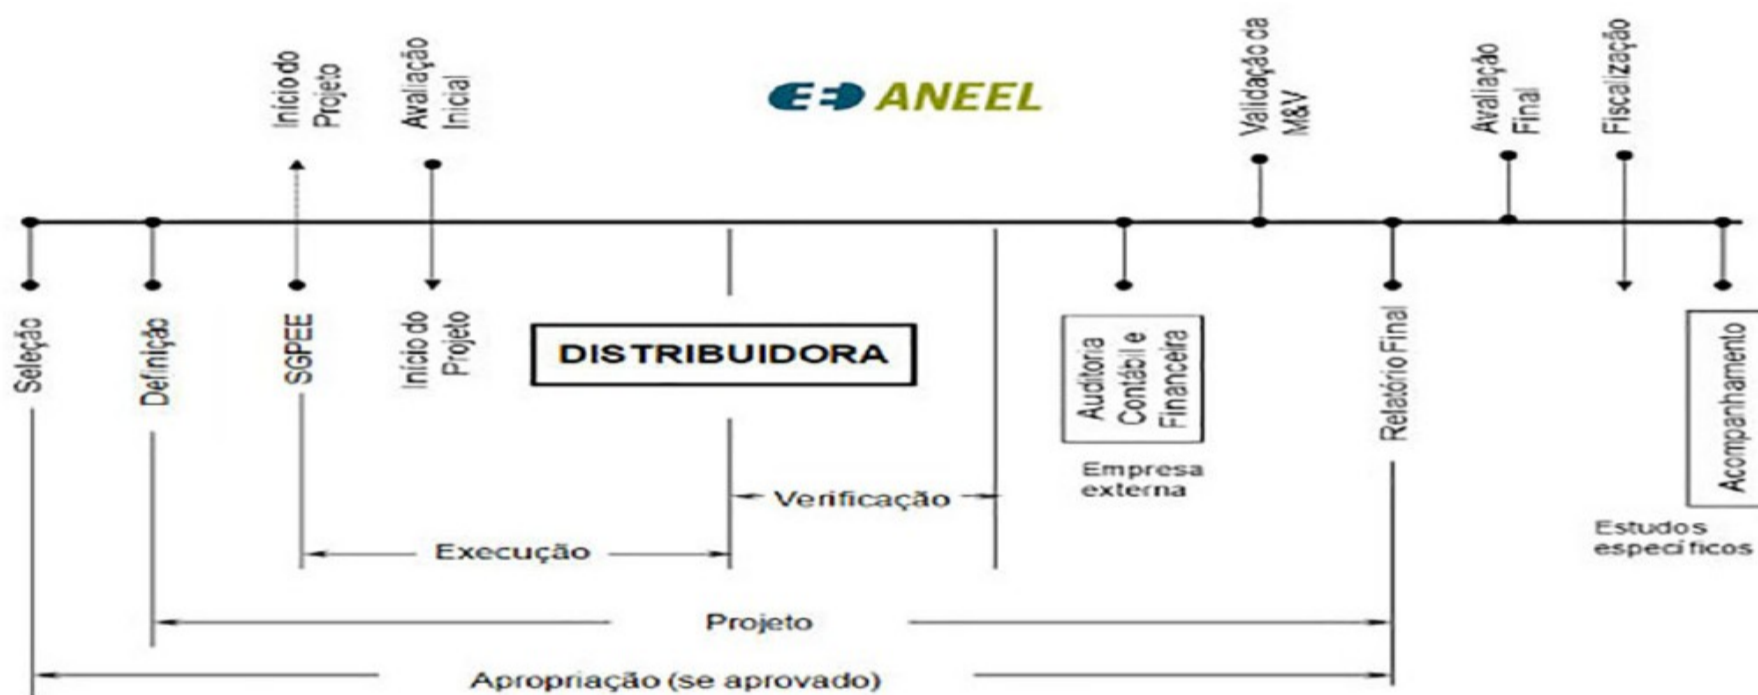 Início do
Projeto
Avaliação
Inicial
ANEEL
Validação da
M&V
Avaliação
Final
Fiscalização
Seleção
Definição
SGPEE
Início do
Projeto
DISTRIBUIDORA
Auditoria
Contábil e
Financeira
Empresa
externa
Relatório Final
Acompanhamento
Estudos
específicos
Verificação
Execução
Projeto
Apropriação (se aprovado)